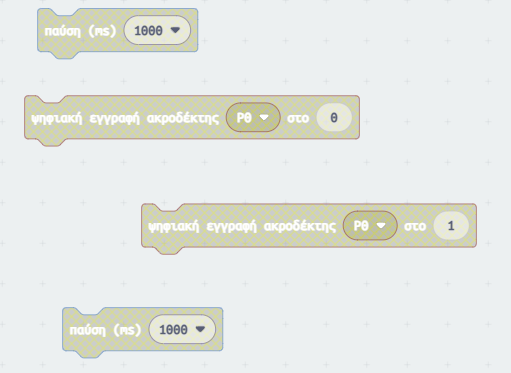 παύση (ms) 1000
ψηφιακή εγγραφή ακροδέκτης P0 στο 0
ψηφιακή εγγραφή ακροδέκτης P0 στο 1
παύση (ms) 1000